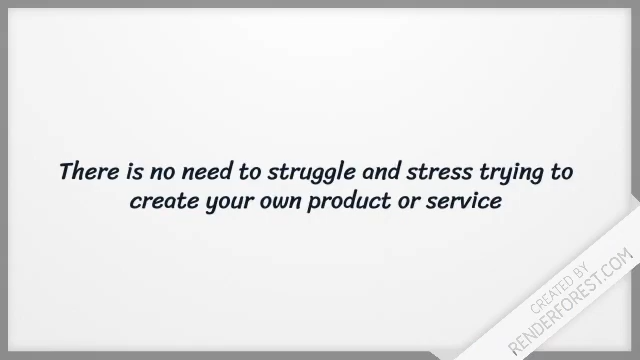 There is no need to struggle and stress trying to
create your own product or service
CREATED BY
RENDERFOREST.COM